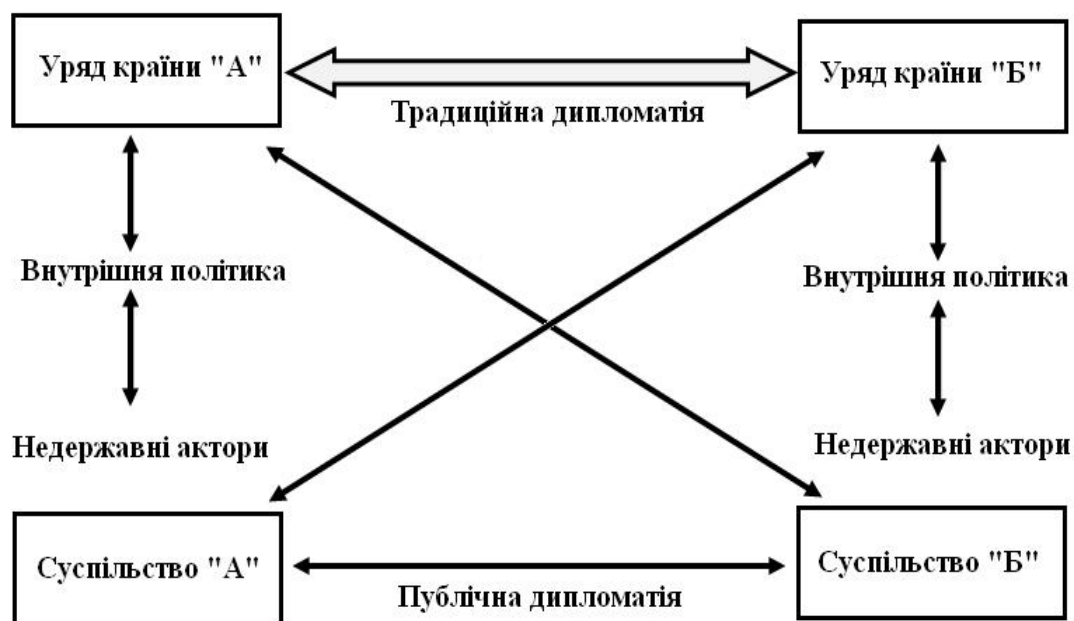 Уряд країни "А"
Уряд країни "Б"
Традиційна дипломатія
Внутрішня політика
Внутрішня політика
Недержавні актори
Недержавні актори
Суспільство "А"
Суспільство "Б"
Публічна дипломатія